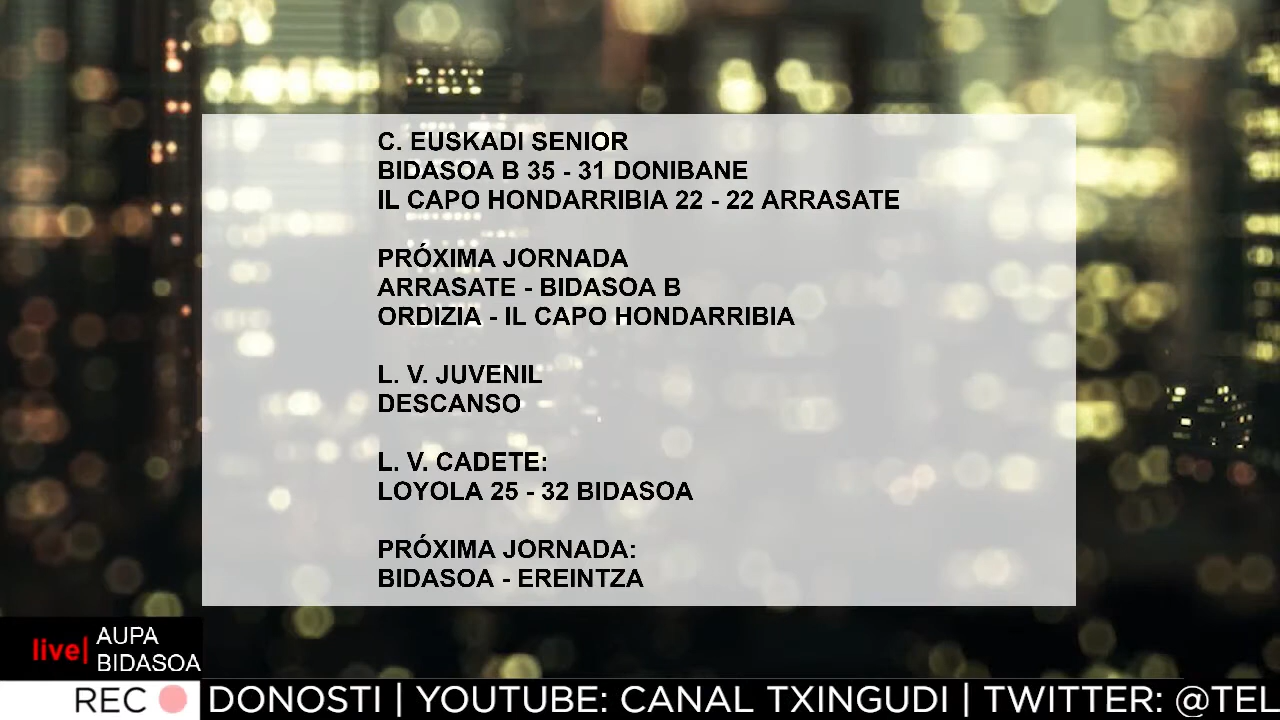 C. EUSKADI SENIOR
BIDASOA B 35 - 31 DONIBANE
IL CAPO HONDARRIBIA 22 - 22 ARRASATE
PRÓXIMA JORNADA
ARRASATE - BIDASOA B
ORDIZIA - IL CAPO HONDARRIBIA
L. V. JUVENIL
DESCANSO
L. V. CADETE:
LOYOLA 25 - 32 BIDASOA
PRÓXIMA JORNADA:
BIDASOA - EREINTZA
live|
AUPA
BIDASOA
REC
DONOSTI | YOUTUBE: CANAL TXINGUDI | TWITTER: @TEL